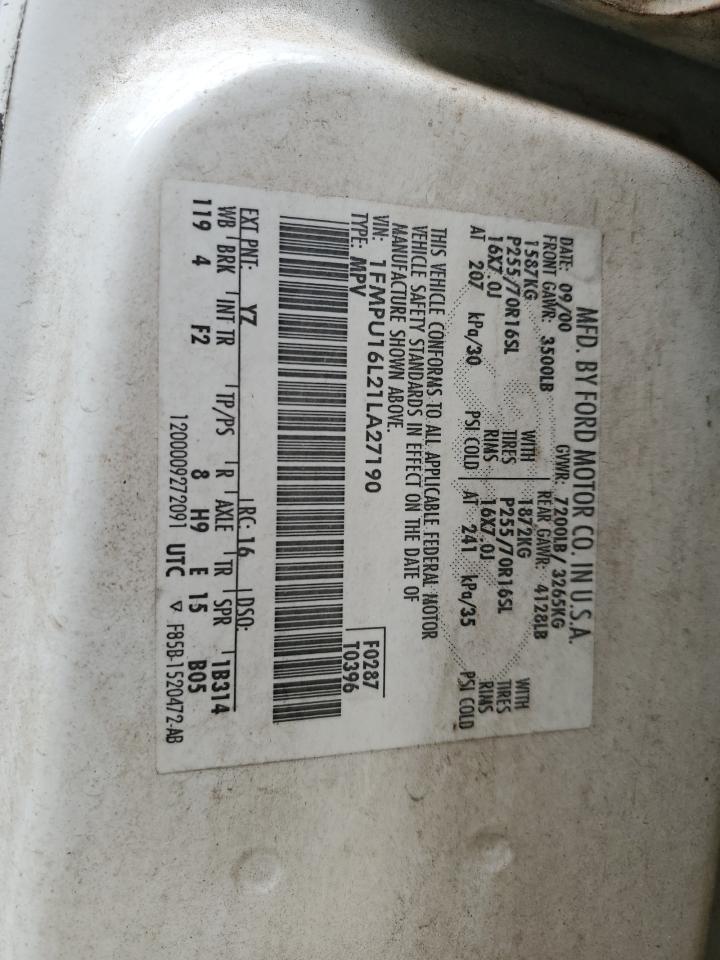 MFD. BY FORD MOTOR CO. IN U.S.A.
DATE: 09/00 GVWR: 7200LB / 3265KG
FRONT GAWR: 3500LB REAR GAWR: 4128LB
1587KG WITH 1872KG WITH
P255/70R16SL TIRES P255/70R16SL TIRES
16X7.0J RIMS 16X7.0J RIMS
AT 207 kPa/30 PSI COLD AT 241 kPa/35 PSI COLD
THIS VEHICLE CONFORMS TO ALL APPLICABLE FEDERAL MOTOR
VEHICLE SAFETY STANDARDS IN EFFECT ON THE DATE OF
MANUFACTURE SHOWN ABOVE.
VIN: 1FMPU16L21LA27190 F0287
TYPE: MPV T0396
EXT PNT: YZ RC: 16 DSO: 1B314
WB BRK INT TR TP/PS R AXLE TR SPR B05
119 4 F2 8 H9 E 15
1200009272091 UTC ▽ F85B-1520472-AB